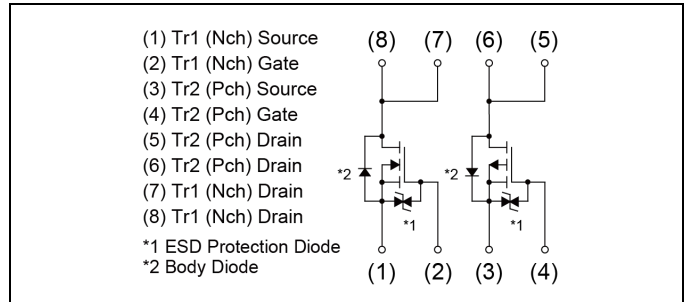 (1) Tr1 (Nch) Source
(2) Tr1 (Nch) Gate
(3) Tr2 (Pch) Source
(4) Tr2 (Pch) Gate
(5) Tr2 (Pch) Drain
(6) Tr2 (Pch) Drain
(7) Tr1 (Nch) Drain
(8) Tr1 (Nch) Drain
*1 ESD Protection Diode
*2 Body Diode
(8) (7) (6) (5)
*2 *2
*1 *1
(1) (2) (3) (4)